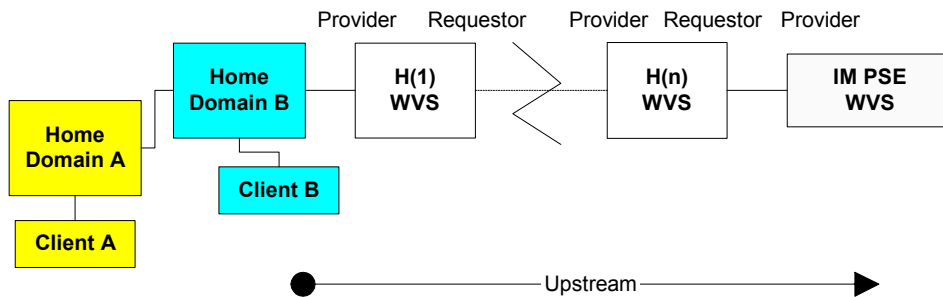 Provider Requestor Provider Requestor Provider
Home
Domain B
H(1)
WVS
H(n)
WVS
IM PSE
WVS
Home
Domain A
Client B
Client A
Upstream